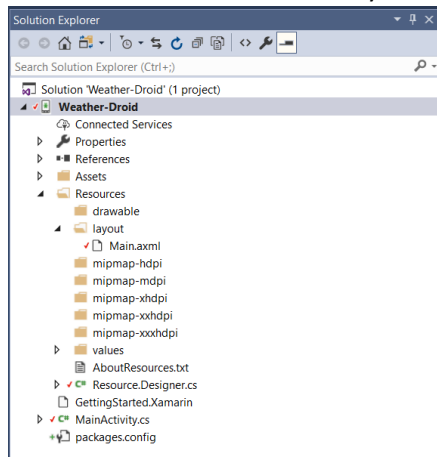 Solution Explorer
Search Solution Explorer (Ctrl+;)
Solution 'Weather-Droid' (1 project)
Weather-Droid
Connected Services
Properties
References
Assets
Resources
drawable
layout
Main.axml
mipmap-hdpi
mipmap-mdpi
mipmap-xhdpi
mipmap-xxhdpi
mipmap-xxxhdpi
values
AboutResources.txt
C# Resource.Designer.cs
GettingStarted.Xamarin
C# MainActivity.cs
packages.config